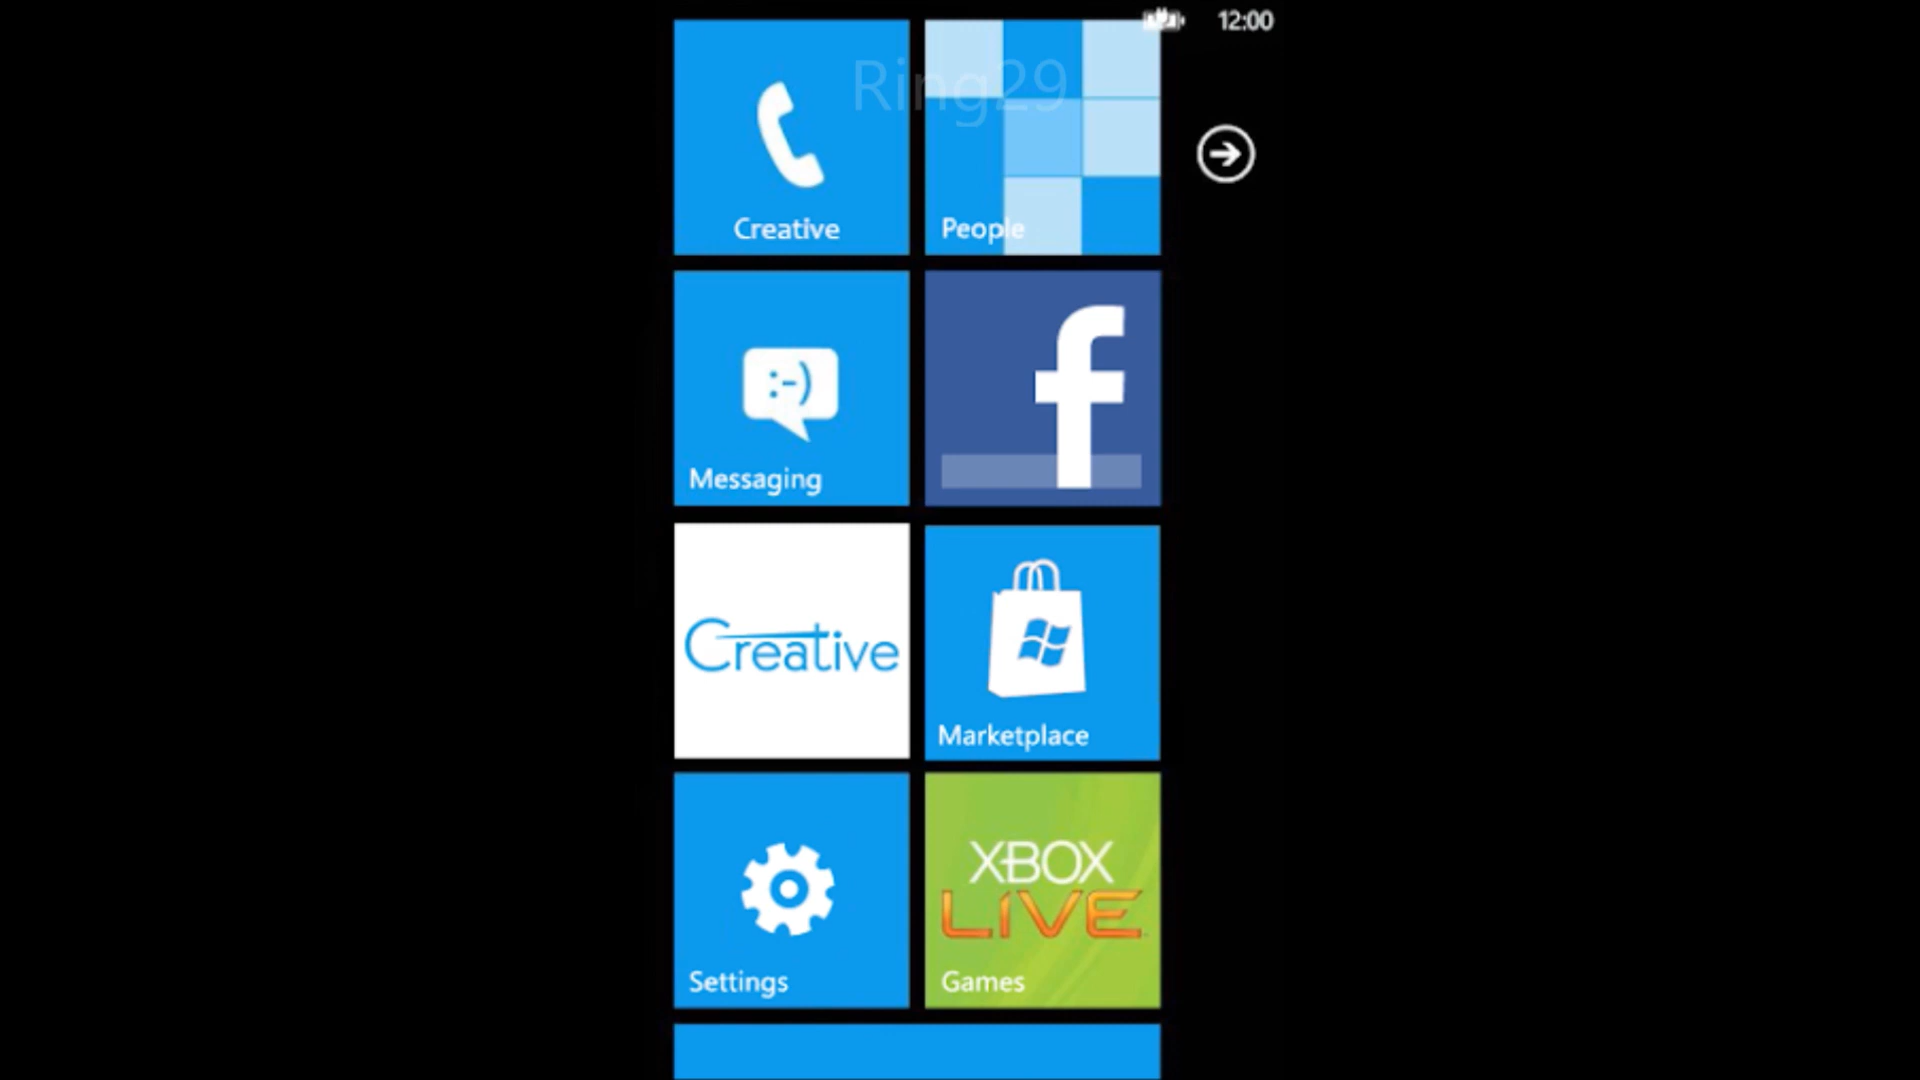 12:00
Ring29
Creative
People
:-)
Messaging
f
Creative
Marketplace
Settings
XBOX
LIVE
Games